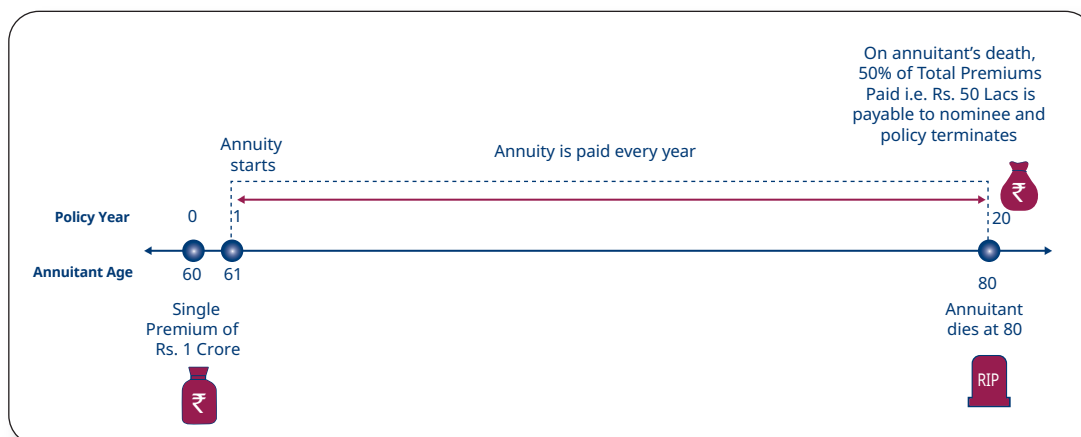 On annuitant's death,
50% of Total Premiums
Paid i.e. Rs. 50 Lacs is
payable to nominee and
policy terminates
Annuity
starts
Annuity is paid every year
₹
Policy Year
0
1
20
Annuitant Age
60
61
80
Single
Premium of
Rs. 1 Crore
Annuitant
dies at 80
₹
RIP